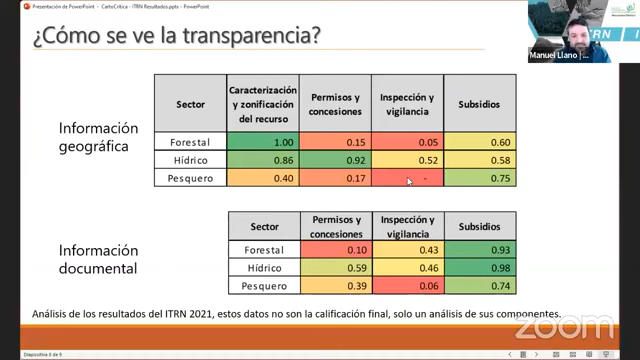 Presentación de PowerPoint - CartoCrítica - ITRN Resultados.pptx - PowerPoint
¿Cómo se ve la transparencia?
ITRN
Manuel Llano | ...
Información geográfica
Sector Caracterización y zonificación del recurso Permisos y concesiones Inspección y vigilancia Subsidios
Forestal 1.00 0.15 0.05 0.60
Hídrico 0.86 0.92 0.52 0.58
Pesquero 0.40 0.17 - 0.75
Información documental
Sector Permisos y concesiones Inspección y vigilancia Subsidios
Forestal 0.10 0.43 0.93
Hídrico 0.59 0.46 0.98
Pesquero 0.39 0.06 0.74
Análisis de los resultados del ITRN 2021, estos datos no son la calificación final, solo un análisis de sus componentes.
zoom
Diapositiva 8 de 9